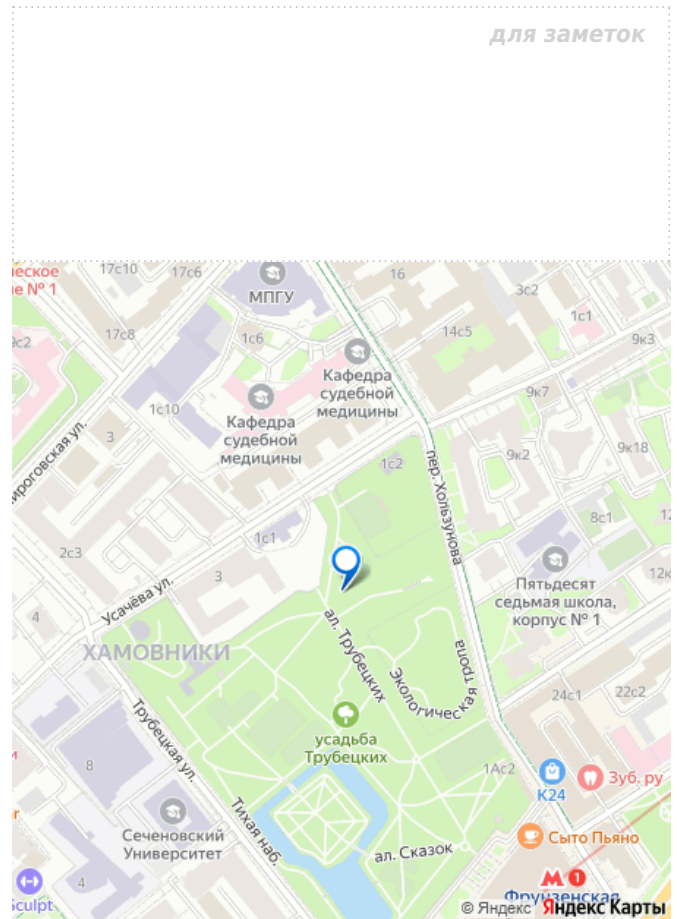 для заметок
17с10
17с6
МПГУ
16
3с2
1с1
9к3
№ 1
17с8
1с6
14с5
Кафедра
судебной
медицины
9к7
1с10
Кафедра
судебной
медицины
3
1с2
9к2
9к18
пер. Хользунова
8с1
1с1
2с3
3
Усачёва ул.
Пятьдесят
седьмая школа,
корпус № 1
4
ХАМОВНИКИ
ал. Трубецких
Экологическая тропа
24с1
22с2
Трубецкая ул.
усадьба
Трубецких
8
1Ас2
К24
Зуб.ру
Сеченовский
Университет
Тихая наб.
ал. Сказок
Сыто Пьяно
4
1
Фрунзенская
© Яндекс Яндекс Карты